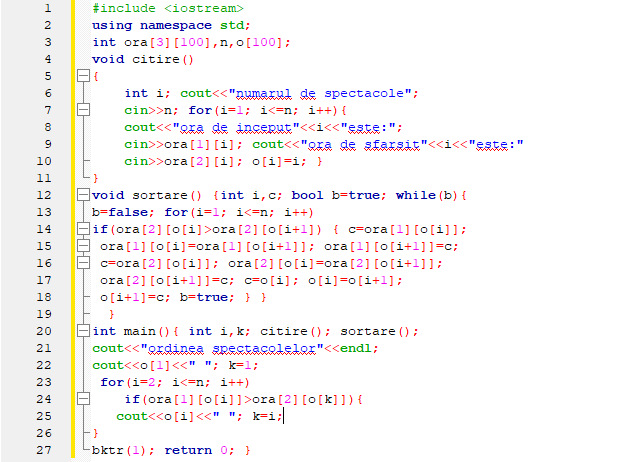 1 #include <iostream>
2 using namespace std;
3 int ora[3][100],n,o[100];
4 void citire()
5 {
6 int i; cout<<"numarul de spectacole";
7 cin>>n; for(i=1; i<=n; i++){
8 cout<<"ora de inceput"<<i<<"este:";
9 cin>>ora[1][i]; cout<<"ora de sfarsit"<<i<<"este:"
10 cin>>ora[2][i]; o[i]=i; }
11 }
12 void sortare() {int i,c; bool b=true; while(b){
13 b=false; for(i=1; i<=n; i++)
14 if(ora[2][o[i]>ora[2][o[i+1]) { c=ora[1][o[i]];
15 ora[1][o[i]=ora[1][o[i+1]]; ora[1][o[i+1]]=c;
16 c=ora[2][o[i]]; ora[2][o[i]=ora[2][o[i+1]];
17 ora[2][o[i+1]]=c; c=o[i]; o[i]=o[i+1];
18 o[i+1]=c; b=true; } }
19 }
20 int main(){ int i,k; citire(); sortare();
21 cout<<"ordinea spectacolelor"<<endl;
22 cout<<o[1]<<" "; k=1;
23 for(i=2; i<=n; i++)
24 if(ora[1][o[i]]>ora[2][o[k]]){
25 cout<<o[i]<<" "; k=i;
26 }
27 bktr(1); return 0; }